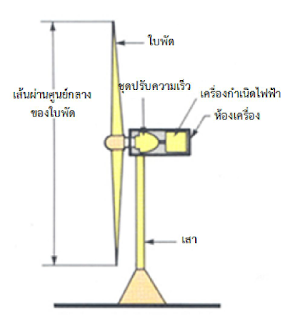 ใบพัด
ชุดปรับความเร็ว
เส้นผ่านศูนย์กลาง
ของใบพัด
เครื่องกำเนิดไฟฟ้า
ห้องเครื่อง
เสา